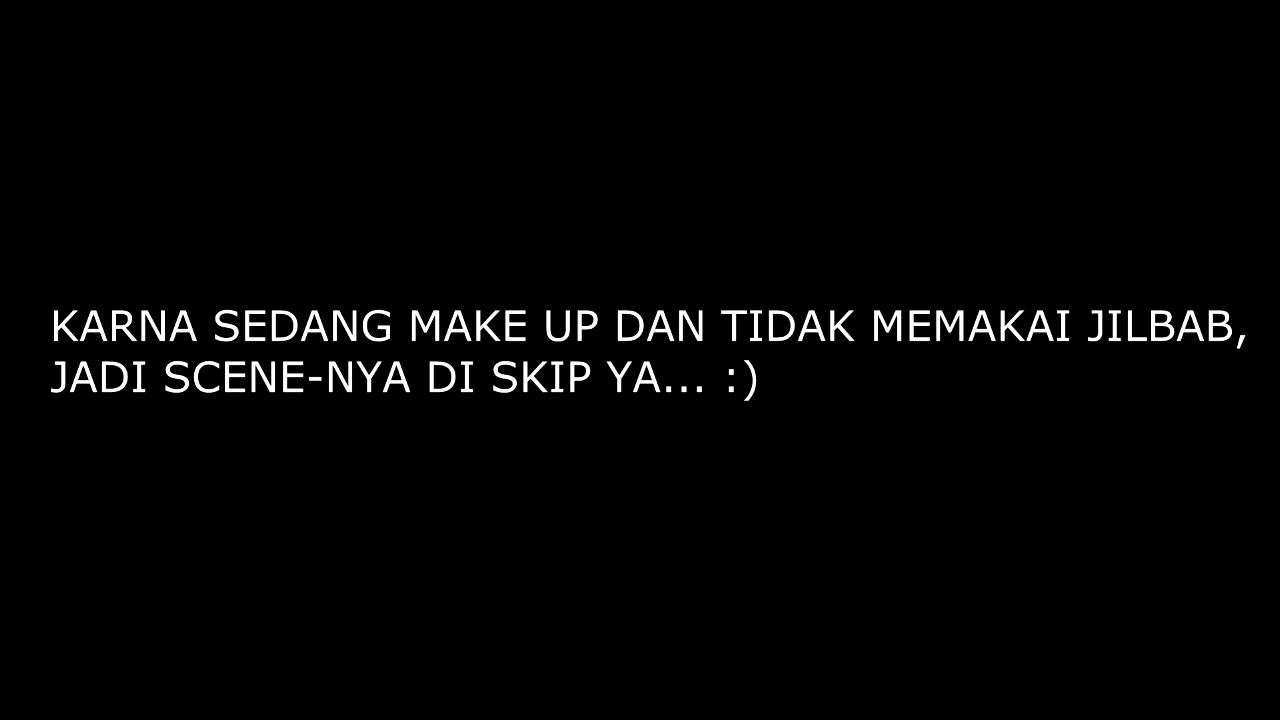 KARNA SEDANG MAKE UP DAN TIDAK MEMAKAI JILBAB,
JADI SCENE-NYA DI SKIP YA... :)